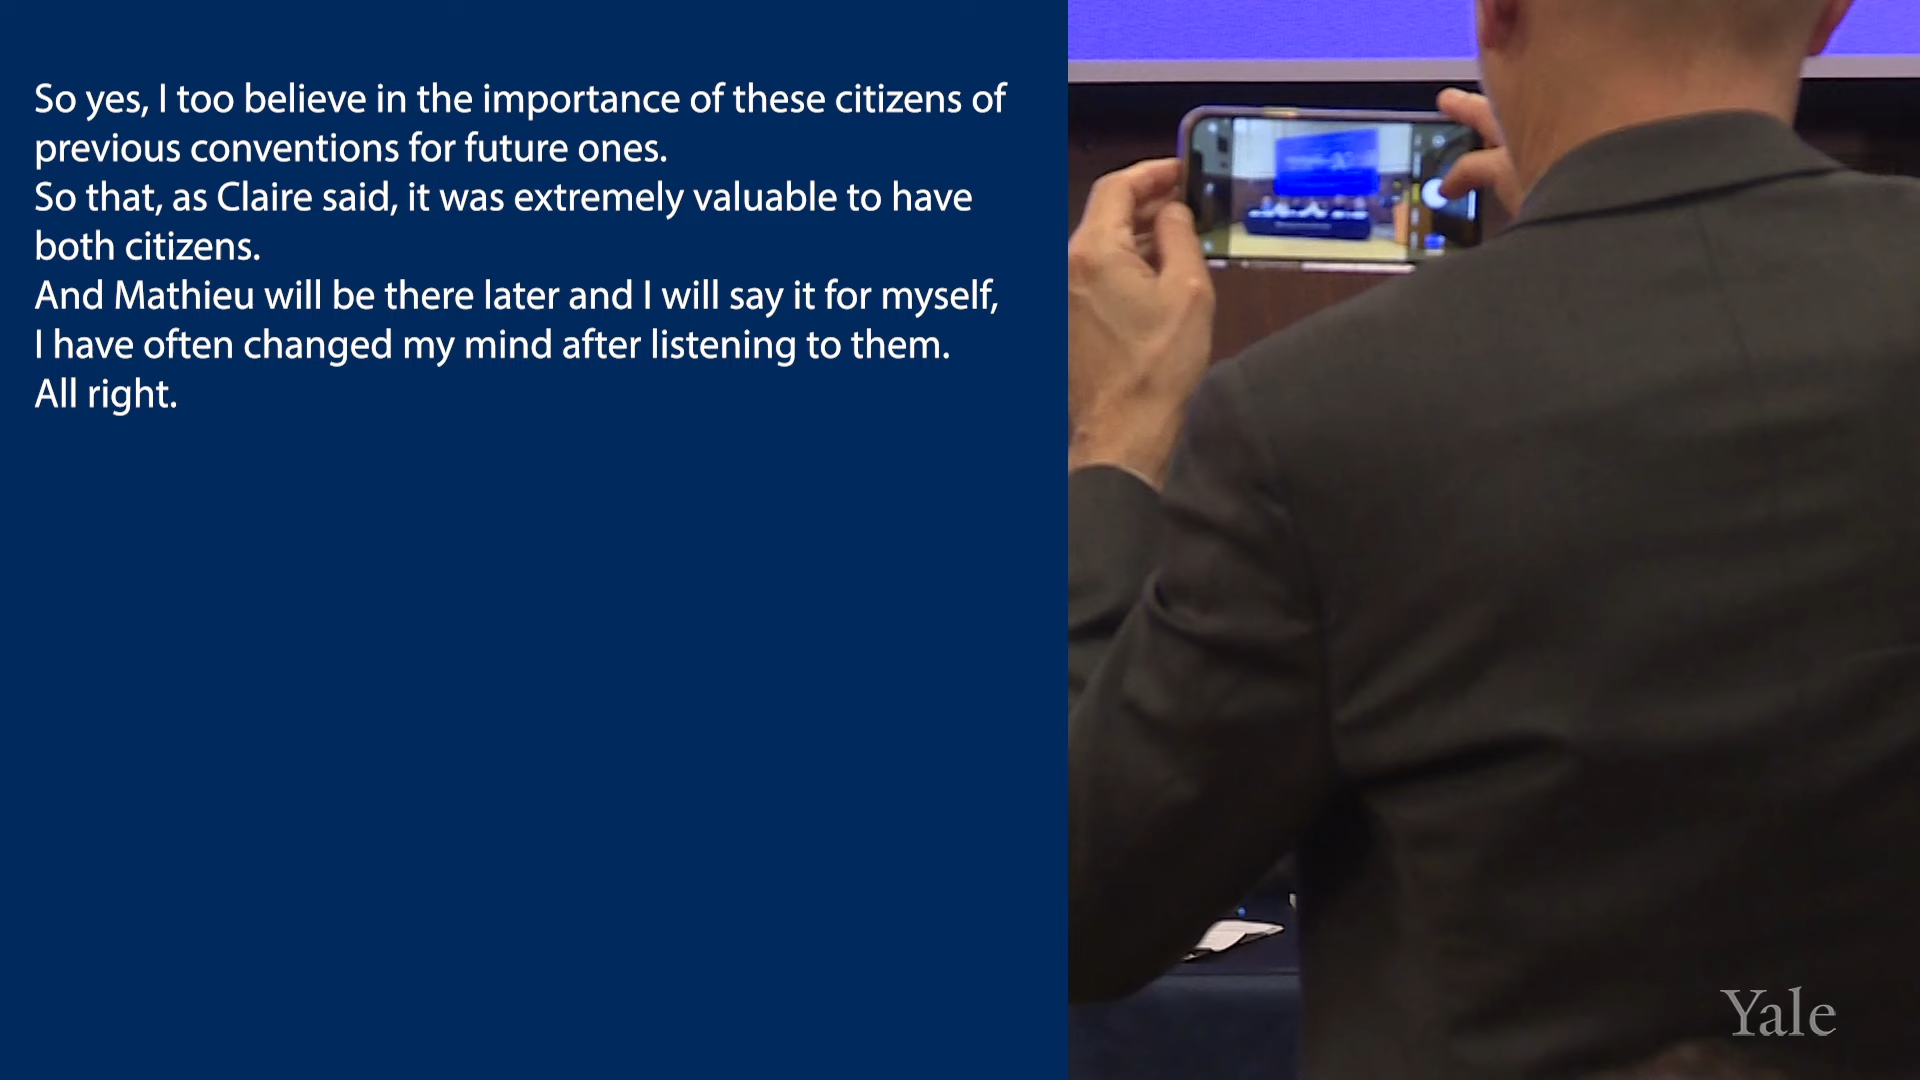 So yes, I too believe in the importance of these citizens of
previous conventions for future ones.
So that, as Claire said, it was extremely valuable to have
both citizens.
And Mathieu will be there later and I will say it for myself,
I have often changed my mind after listening to them.
All right.
Yale